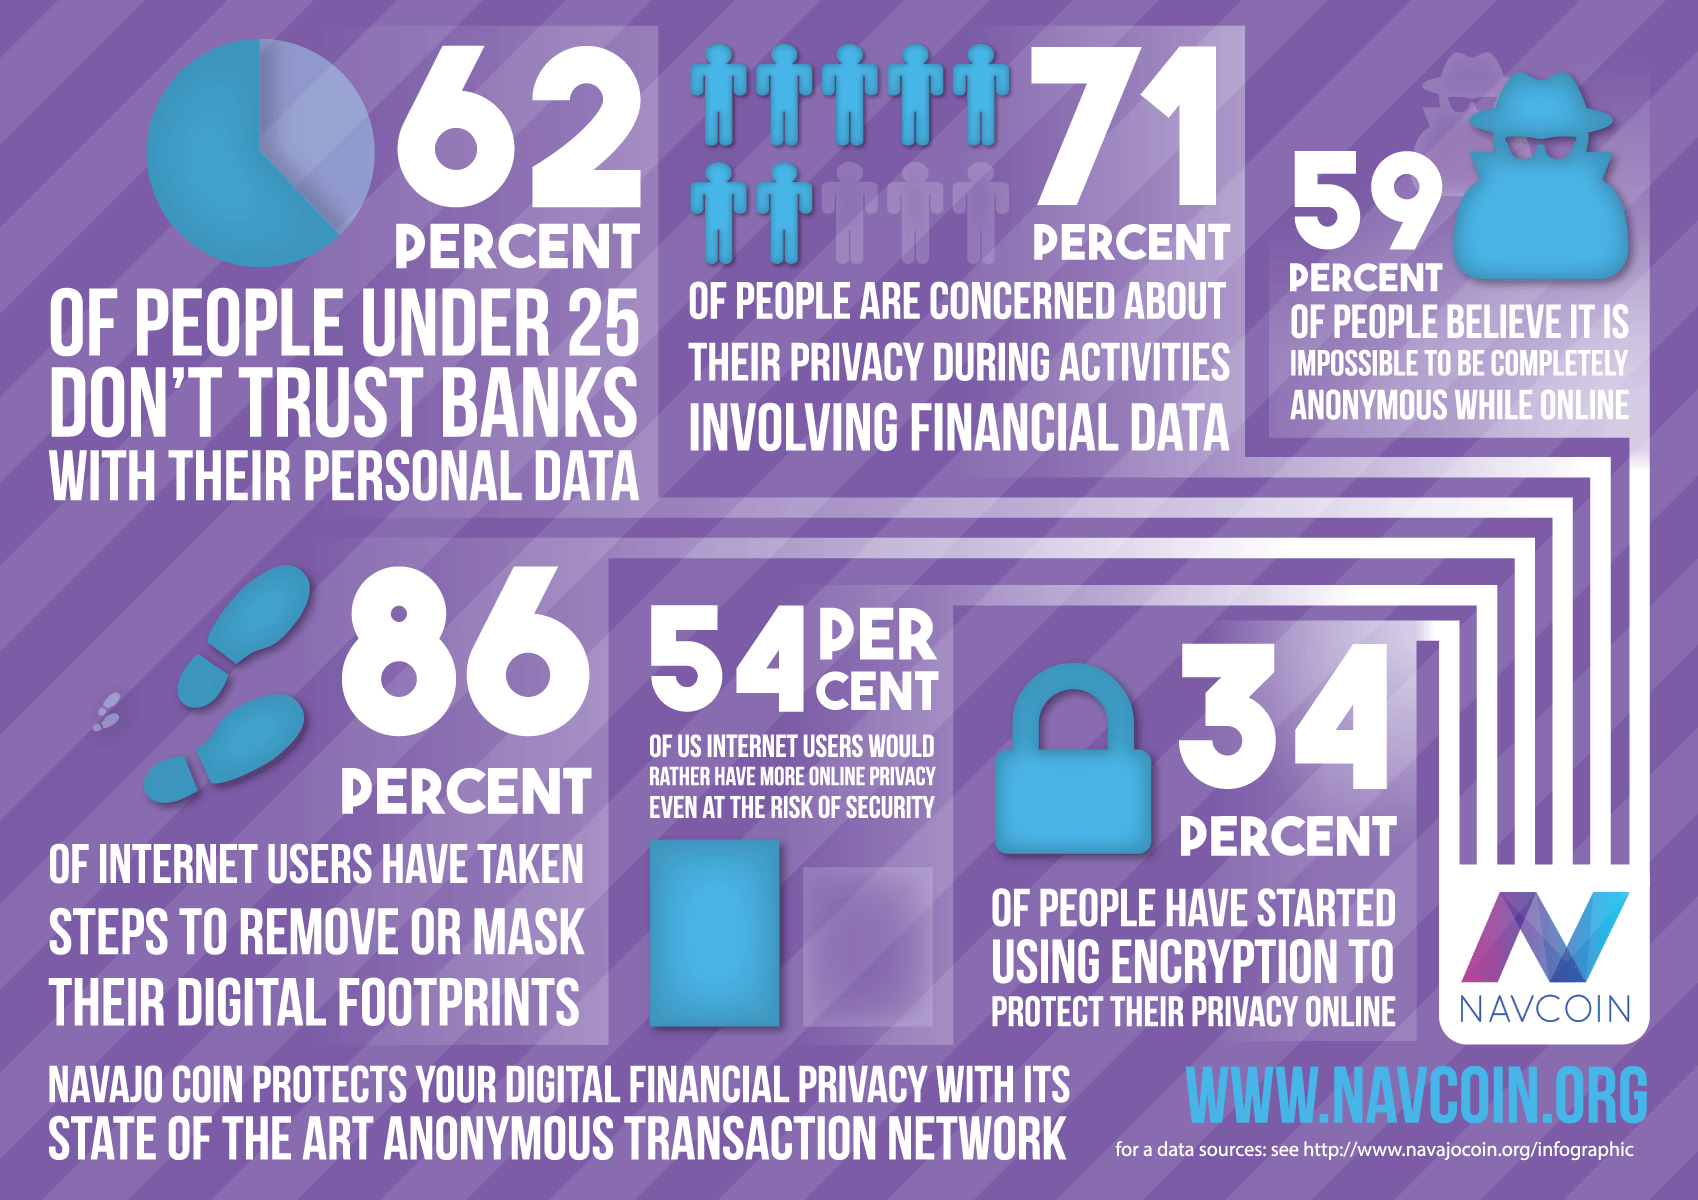 62
PERCENT
OF PEOPLE UNDER 25
DON'T TRUST BANKS
WITH THEIR PERSONAL DATA
71
PERCENT
OF PEOPLE ARE CONCERNED ABOUT
THEIR PRIVACY DURING ACTIVITIES
INVOLVING FINANCIAL DATA
59
PERCENT
OF PEOPLE BELIEVE IT IS
IMPOSSIBLE TO BE COMPLETELY
ANONYMOUS WHILE ONLINE
86
PERCENT
OF INTERNET USERS HAVE TAKEN
STEPS TO REMOVE OR MASK
THEIR DIGITAL FOOTPRINTS
54 PER
CENT
OF US INTERNET USERS WOULD
RATHER HAVE MORE ONLINE PRIVACY
EVEN AT THE RISK OF SECURITY
34
PERCENT
OF PEOPLE HAVE STARTED
USING ENCRYPTION TO
PROTECT THEIR PRIVACY ONLINE
NAVCOIN
NAVAJO COIN PROTECTS YOUR DIGITAL FINANCIAL PRIVACY WITH ITS
STATE OF THE ART ANONYMOUS TRANSACTION NETWORK
WWW.NAVCOIN.ORG
for a data sources: see http://www.navajocoin.org/infographic